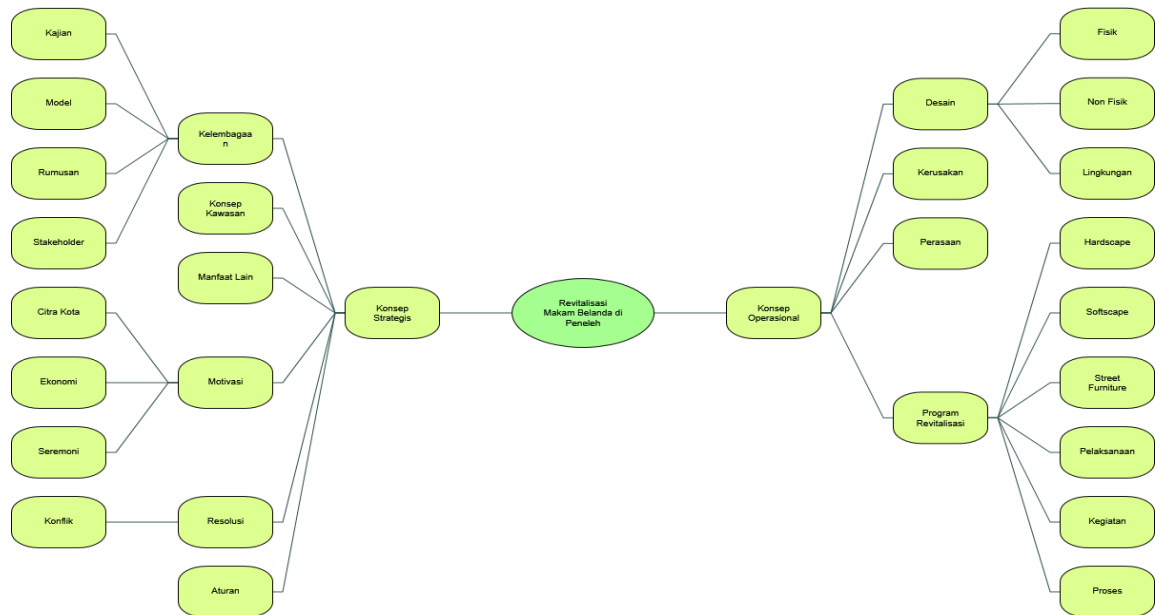 Kajian
Model
Rumusan
Stakeholder
Citra Kota
Ekonomi
Seremoni
Konflik
Kelembagaa
n
Konsep
Kawasan
Manfaat Lain
Motivasi
Resolusi
Aturan
Konsep
Strategis
Revitalisasi
Makam Belanda di
Peneleh
Konsep
Operasional
Desain
Kerusakan
Perasaan
Program
Revitalisasi
Fisik
Non Fisik
Lingkungan
Hardscape
Softscape
Street
Furniture
Pelaksanaan
Kegiatan
Proses